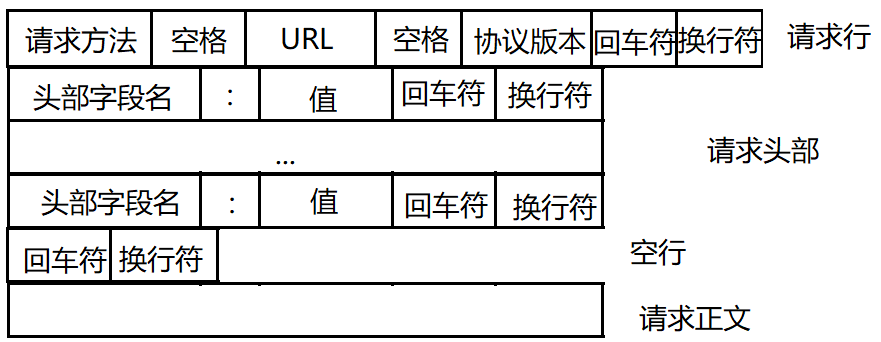 请求方法 空格 URL 空格 协议版本 回车符 换行符 请求行
头部字段名 : 值 回车符 换行符
... 请求头部
头部字段名 : 值 回车符 换行符
回车符 换行符 空行
请求正文